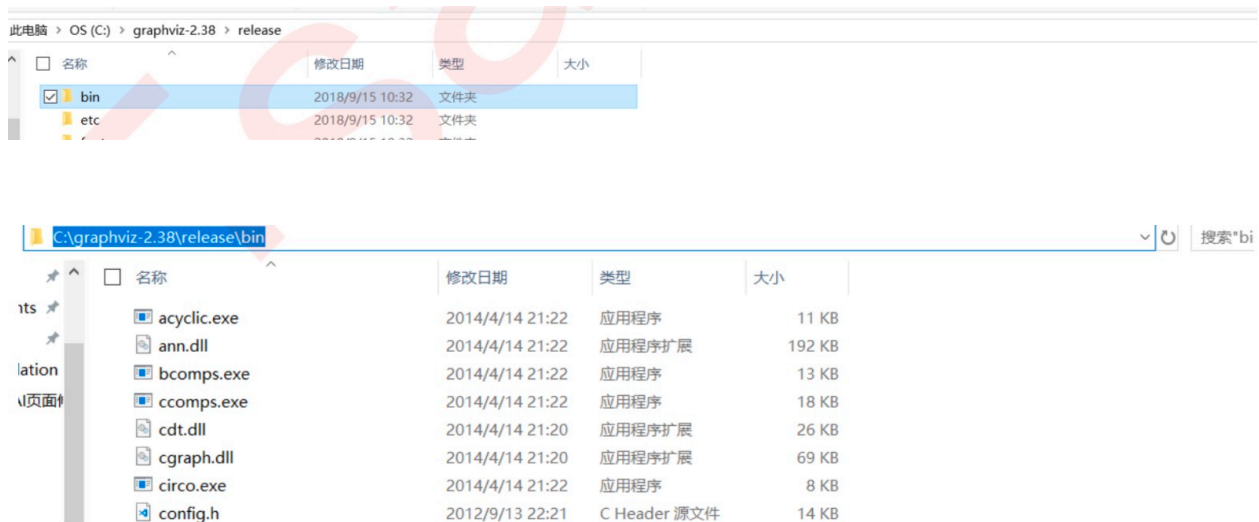 此电脑 > OS (C:) > graphviz-2.38 > release
名称 修改日期 类型 大小
bin 2018/9/15 10:32 文件夹
etc 2018/9/15 10:32 文件夹
C:\graphviz-2.38\release\bin 搜索"bi
名称 修改日期 类型 大小
acyclic.exe 2014/4/14 21:22 应用程序 11 KB
ann.dll 2014/4/14 21:22 应用程序扩展 192 KB
bcomps.exe 2014/4/14 21:22 应用程序 13 KB
ccomps.exe 2014/4/14 21:22 应用程序 18 KB
cdt.dll 2014/4/14 21:20 应用程序扩展 26 KB
cgraph.dll 2014/4/14 21:20 应用程序扩展 69 KB
circo.exe 2014/4/14 21:22 应用程序 8 KB
config.h 2012/9/13 22:21 C Header 源文件 14 KB